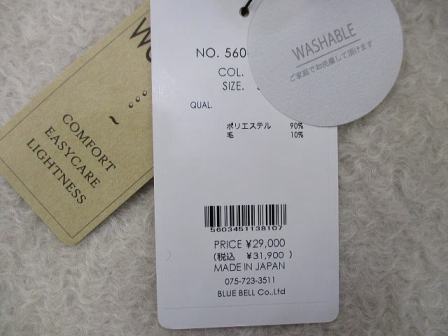 COMFORT
EASYCARE
LIGHTNESS
NO. 560
COL.
SIZE.
QUAL.
ポリエステル 90%
毛 10%
5603451138107
PRICE ¥29,000
(税込 ¥31,900 )
MADE IN JAPAN
075-723-3511
BLUE BELL Co.,Ltd
WASHABLE
ご家庭でお洗濯して頂けます